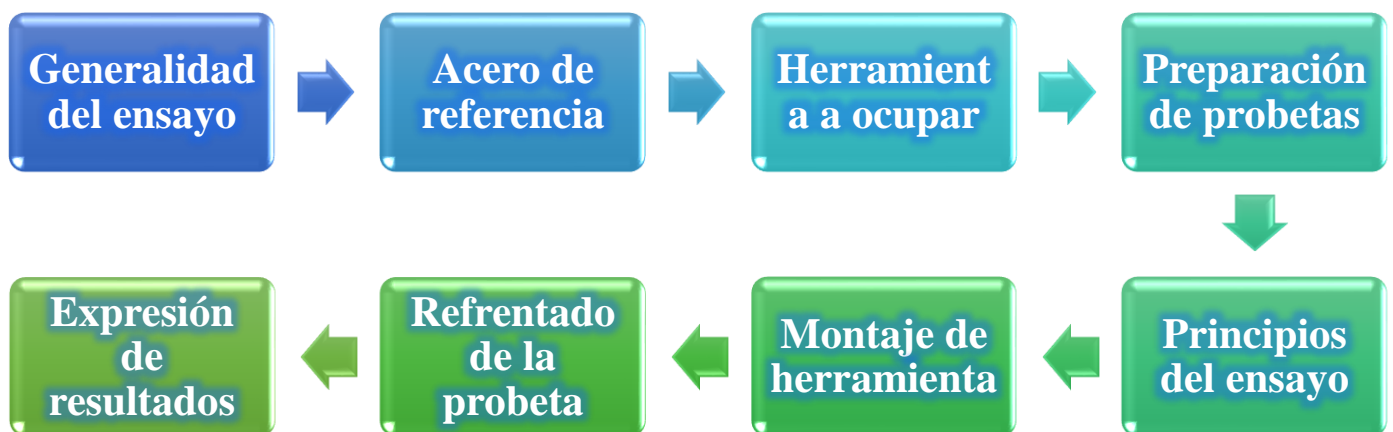 Generalidad
del ensayo
Acero de
referencia
Herramient
a a ocupar
Preparación
de probetas
Principios
del ensayo
Montaje de
herramienta
Refrentado
de la
probeta
Expresión
de
resultados